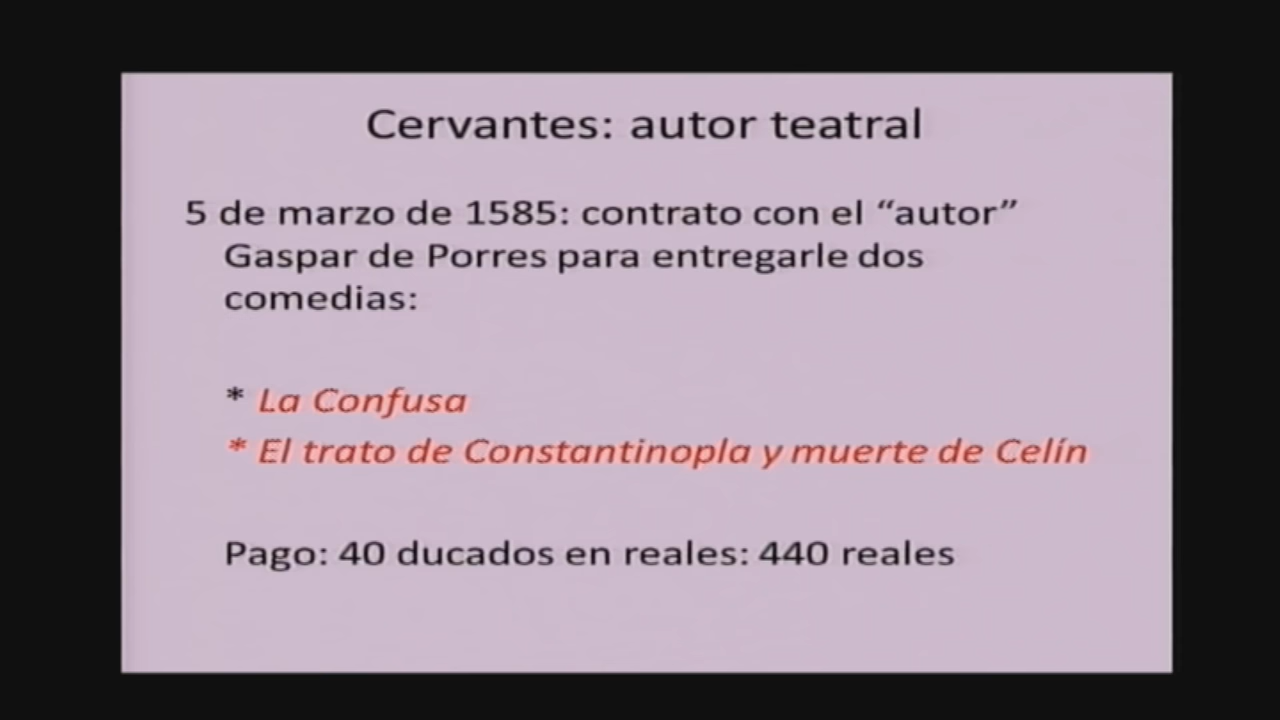 Cervantes: autor teatral
5 de marzo de 1585: contrato con el “autor”
Gaspar de Porres para entregarle dos
comedias:
* La Confusa
* El trato de Constantinopla y muerte de Celín
Pago: 40 ducados en reales: 440 reales